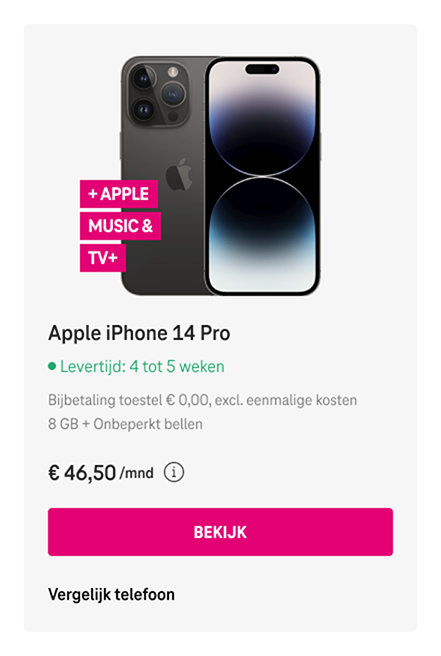 + APPLE
MUSIC &
TV+
Apple iPhone 14 Pro
Levertijd: 4 tot 5 weken
Bijbetaling toestel € 0,00, excl. eenmalige kosten
8 GB + Onbeperkt bellen
€ 46,50 /mnd i
BEKIJK
Vergelijk telefoon